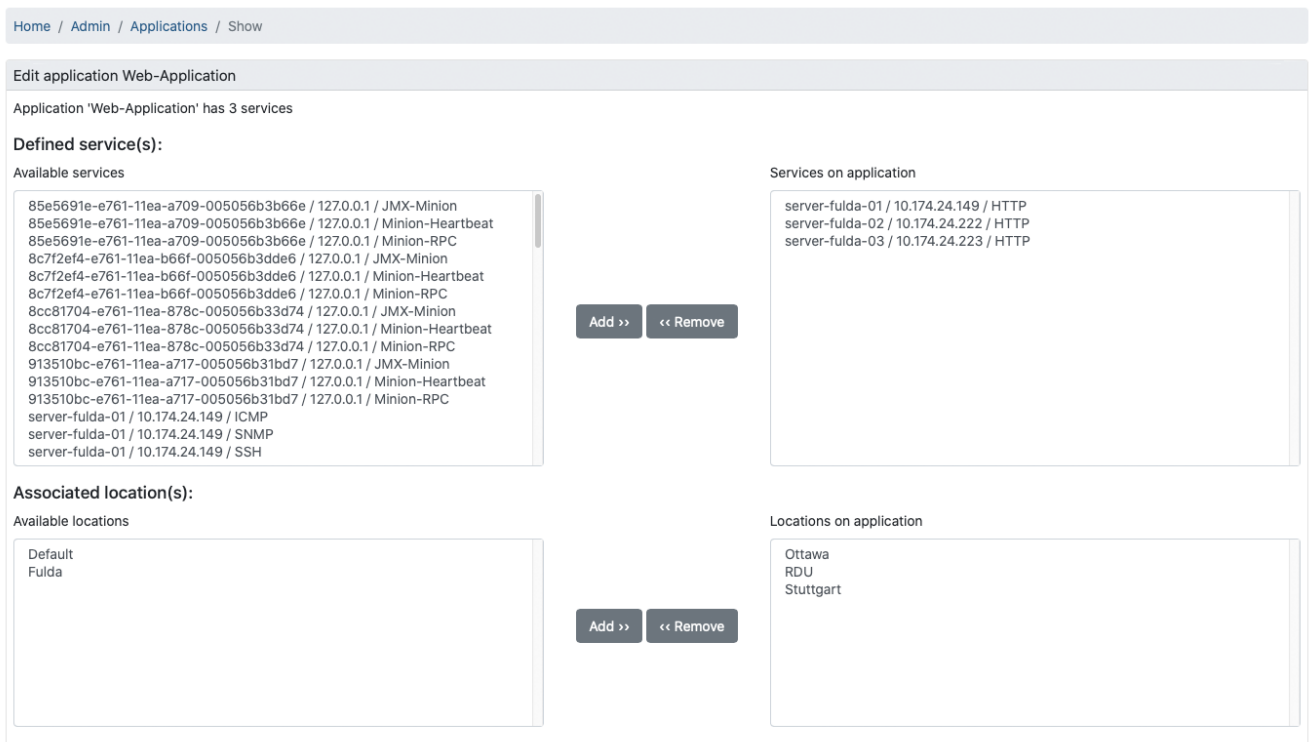 Home / Admin / Applications / Show
Edit application Web-Application
Application 'Web-Application' has 3 services
Defined service(s):
Available services
85e5691e-e761-11ea-a709-005056b3b66e / 127.0.0.1 / JMX-Minion
85e5691e-e761-11ea-a709-005056b3b66e / 127.0.0.1 / Minion-Heartbeat
85e5691e-e761-11ea-a709-005056b3b66e / 127.0.0.1 / Minion-RPC
8c7f2ef4-e761-11ea-b66f-005056b3dde6 / 127.0.0.1 / JMX-Minion
8c7f2ef4-e761-11ea-b66f-005056b3dde6 / 127.0.0.1 / Minion-Heartbeat
8c7f2ef4-e761-11ea-b66f-005056b3dde6 / 127.0.0.1 / Minion-RPC
8cc81704-e761-11ea-878c-005056b33d74 / 127.0.0.1 / JMX-Minion
8cc81704-e761-11ea-878c-005056b33d74 / 127.0.0.1 / Minion-Heartbeat
8cc81704-e761-11ea-878c-005056b33d74 / 127.0.0.1 / Minion-RPC
913510bc-e761-11ea-a717-005056b31bd7 / 127.0.0.1 / JMX-Minion
913510bc-e761-11ea-a717-005056b31bd7 / 127.0.0.1 / Minion-Heartbeat
913510bc-e761-11ea-a717-005056b31bd7 / 127.0.0.1 / Minion-RPC
server-fulda-01 / 10.174.24.149 / ICMP
server-fulda-01 / 10.174.24.149 / SNMP
server-fulda-01 / 10.174.24.149 / SSH
Add ››
‹‹ Remove
Services on application
server-fulda-01 / 10.174.24.149 / HTTP
server-fulda-02 / 10.174.24.222 / HTTP
server-fulda-03 / 10.174.24.223 / HTTP
Associated location(s):
Available locations
Default
Fulda
Add ››
‹‹ Remove
Locations on application
Ottawa
RDU
Stuttgart